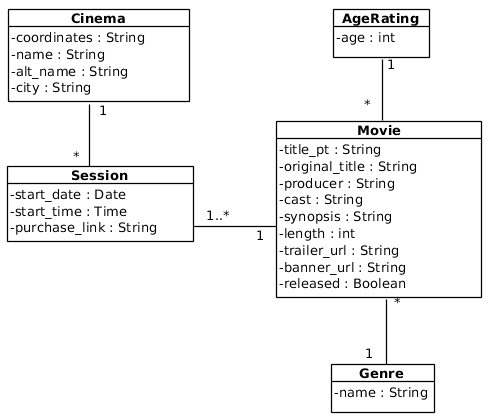 Cinema
-coordinates : String
-name : String
-alt_name : String
-city : String
1
*
Session
-start_date : Date
-start_time : Time
-purchase_link : String
1..*
1
AgeRating
-age : int
1
*
Movie
-title_pt : String
-original_title : String
-producer : String
-cast : String
-synopsis : String
-length : int
-trailer_url : String
-banner_url : String
-released : Boolean
*
1
Genre
-name : String